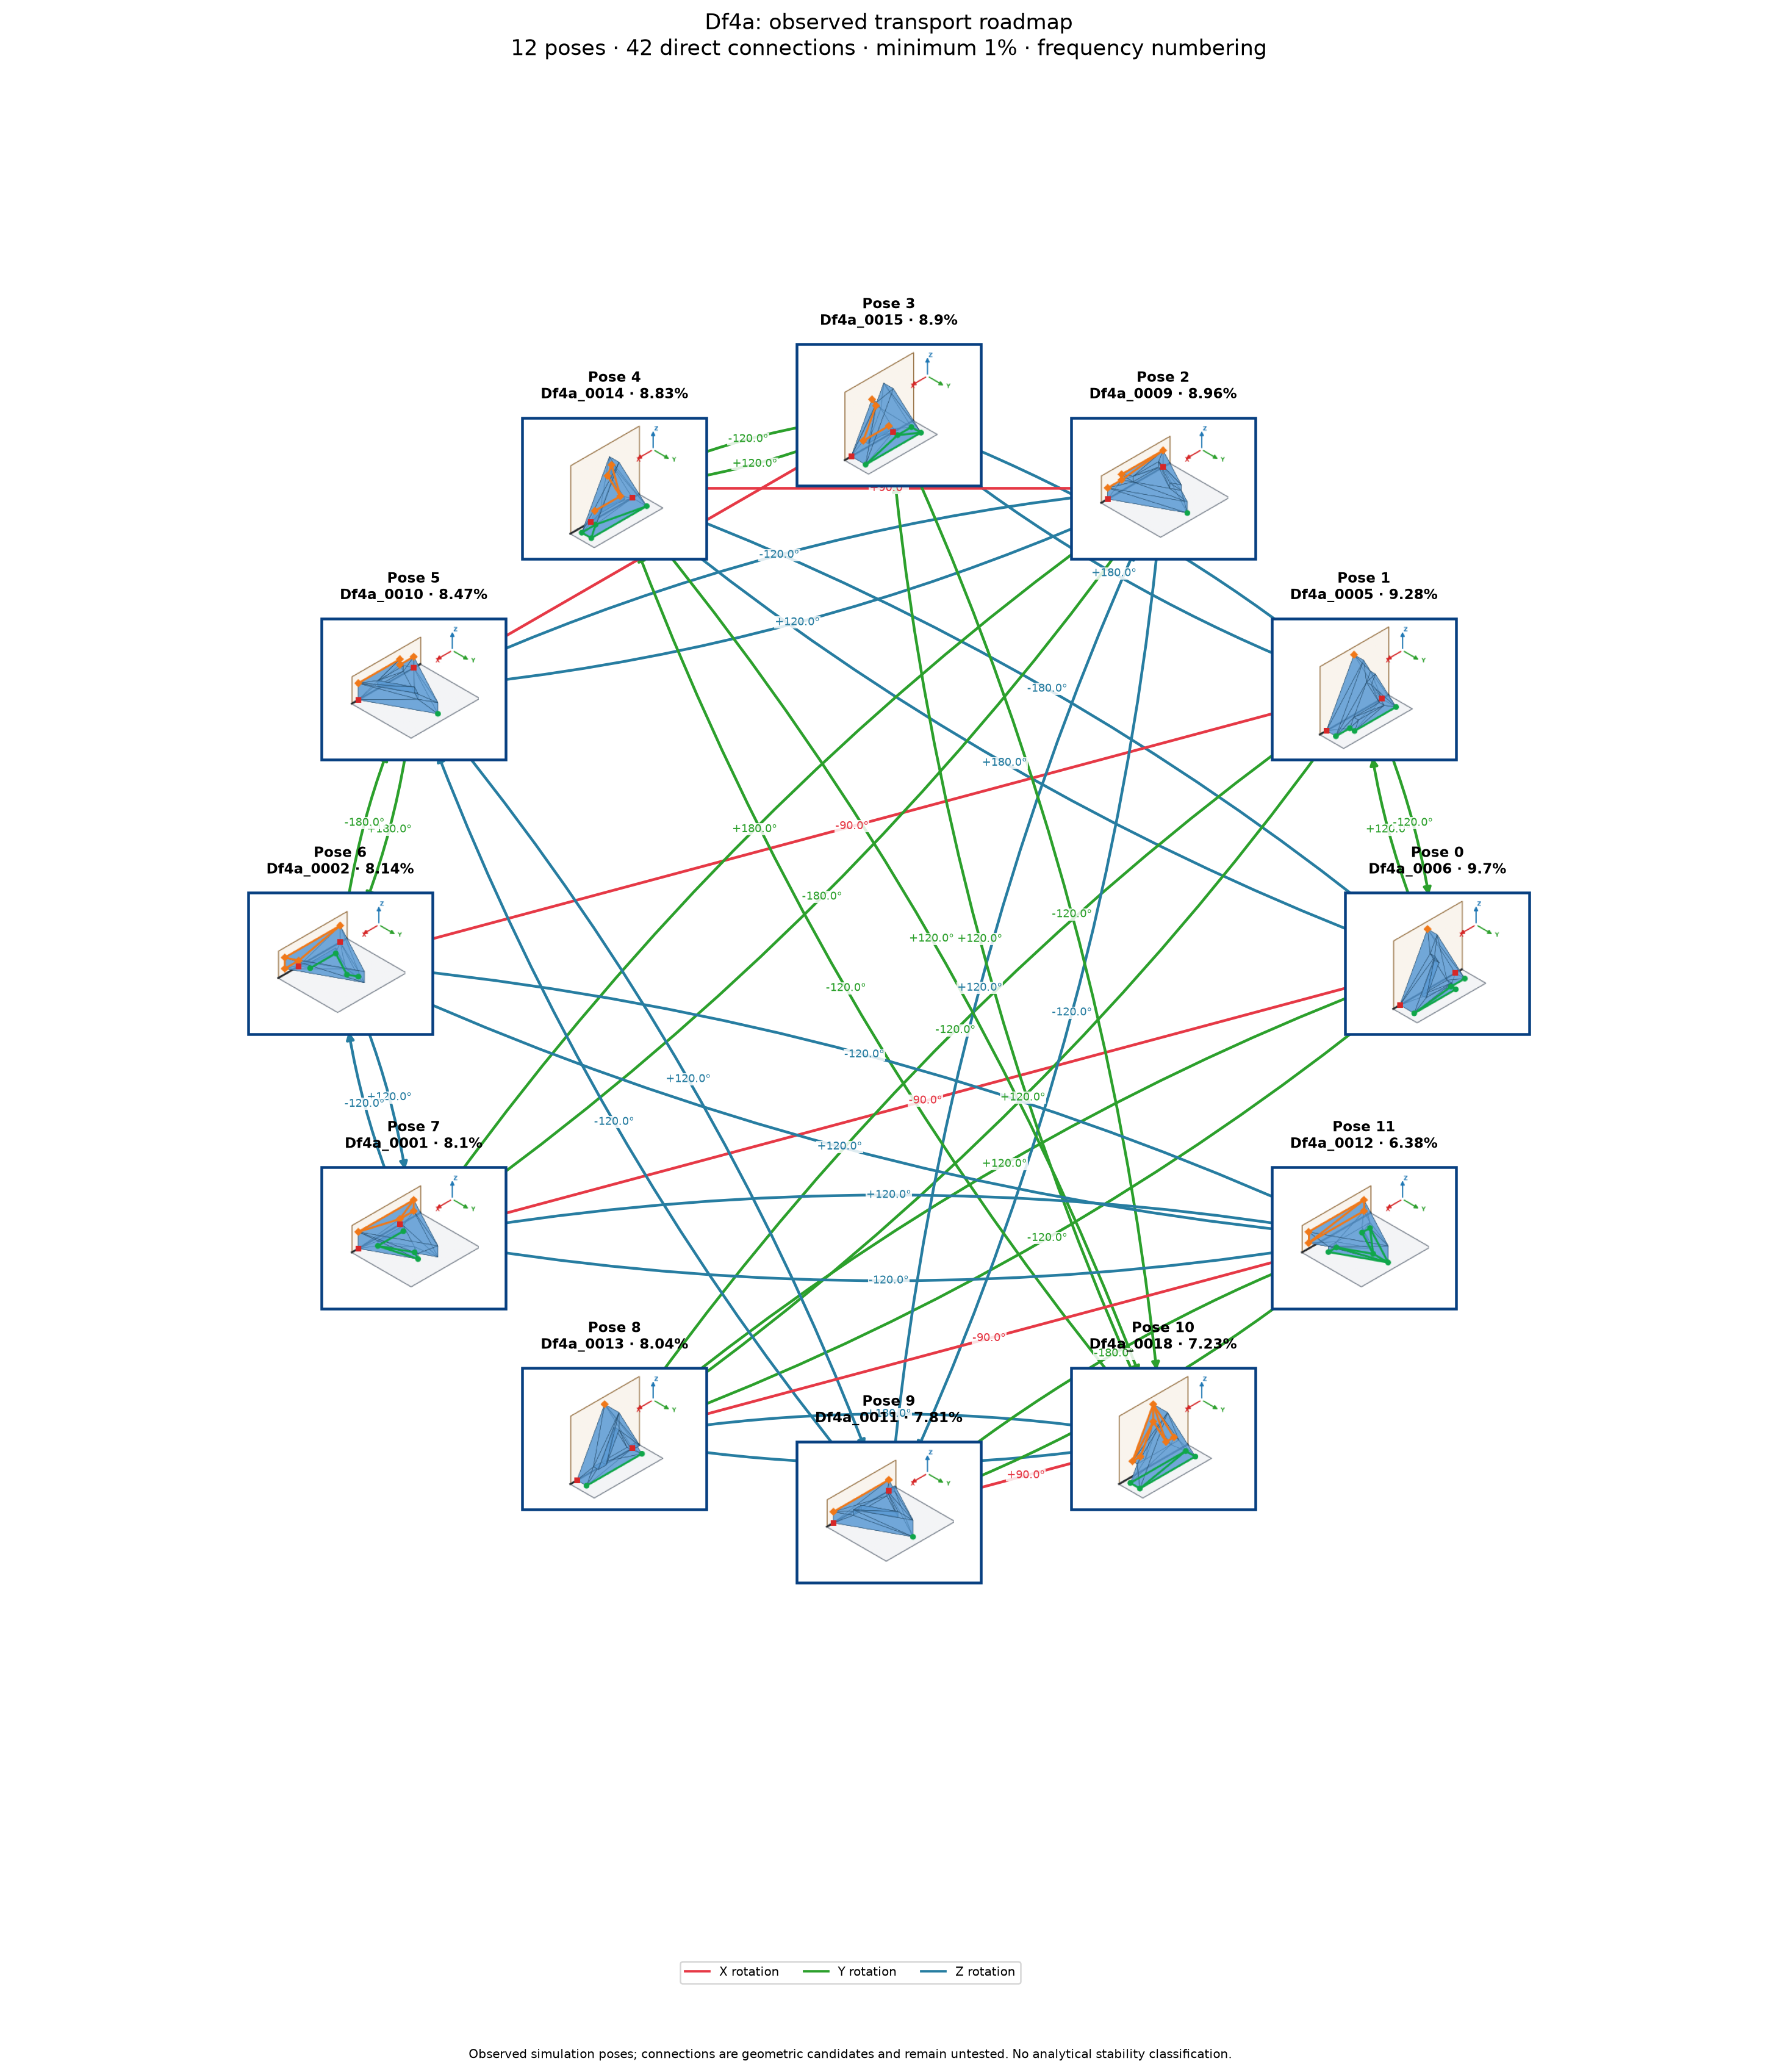 Df4a: observed transport roadmap
12 poses · 42 direct connections · minimum 1% · frequency numbering
Pose 3
Df4a_0015 · 8.9%
Pose 4
Df4a_0014 · 8.83%
Pose 2
Df4a_0009 · 8.96%
-120.0°
+120.0°
-120.0°
+180.0°
Pose 5
Df4a_0010 · 8.47%
Pose 1
Df4a_0005 · 9.28%
+120.0°
-180.0°
+180.0°
-180.0°
+180.0°
-90.0°
+120.0°
-120.0°
Pose 6
Df4a_0002 · 8.14%
Pose 0
Df4a_0006 · 9.7%
-180.0°
-120.0°
+120.0°
+120.0°
-120.0°
+120.0°
-120.0°
-120.0°
-120.0°
+120.0°
-120.0°
+120.0°
-90.0°
+120.0°
Pose 7
Df4a_0001 · 8.1%
Pose 11
Df4a_0012 · 6.38%
-120.0°
+120.0°
+120.0°
+120.0°
-120.0°
-120.0°
Pose 8
Df4a_0013 · 8.04%
-90.0°
Pose 10
Df4a_0018 · 7.23%
-180.0°
Pose 9
Df4a_0011 · 7.81%
+90.0°
X rotation
Y rotation
Z rotation
Observed simulation poses; connections are geometric candidates and remain untested. No analytical stability classification.